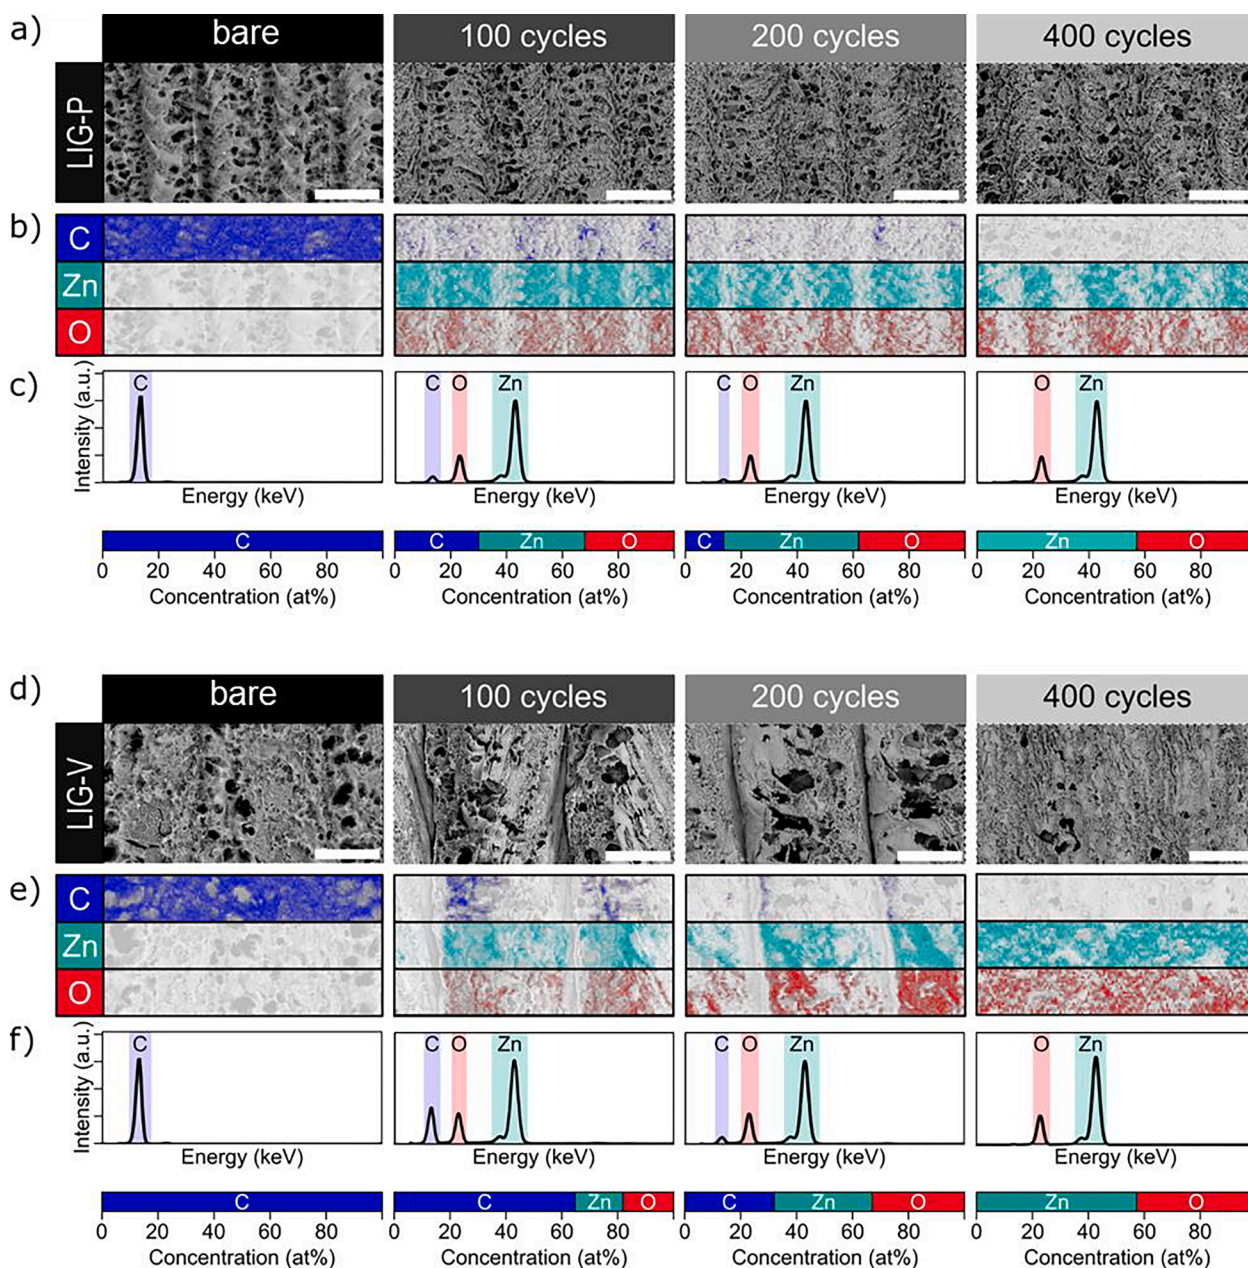 a)
bare 100 cycles 200 cycles 400 cycles
LIG-P
b)
C
Zn
O
c)
Intensity (a.u.)
C C O Zn C O Zn O Zn
Energy (keV) Energy (keV) Energy (keV) Energy (keV)
C C Zn O C Zn O Zn O
0 20 40 60 80 0 20 40 60 80 0 20 40 60 80 0 20 40 60 80
Concentration (at%) Concentration (at%) Concentration (at%) Concentration (at%)
d)
bare 100 cycles 200 cycles 400 cycles
LIG-V
e)
C
Zn
O
f)
Intensity (a.u.)
C C O Zn C O Zn O Zn
Energy (keV) Energy (keV) Energy (keV) Energy (keV)
C C Zn O C Zn O Zn O
0 20 40 60 80 0 20 40 60 80 0 20 40 60 80 0 20 40 60 80
Concentration (at%) Concentration (at%) Concentration (at%) Concentration (at%)